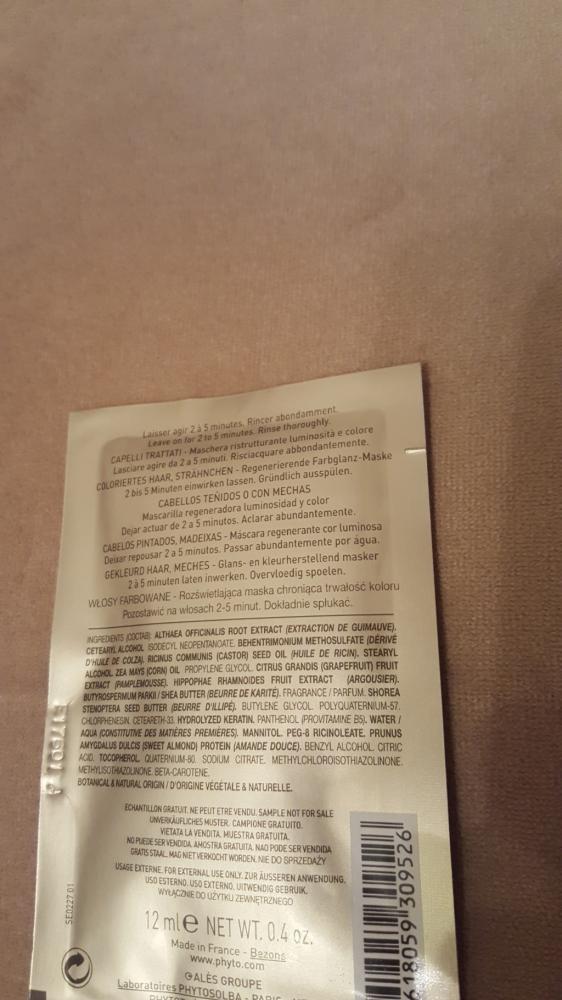 Laisser agir 2 à 5 minutes. Rincer abondamment.
Leave on for 2 to 5 minutes. Rinse thoroughly.
CAPELLI TRATTATI - Maschera ristrutturante luminosità e colore
Lasciare agire da 2 a 5 minuti. Risciacquare abbondantemente.
COLORIERTES HAAR, STRÄHNCHEN - Regenerierende Farbglanz-Maske
2 bis 5 Minuten einwirken lassen. Gründlich ausspülen.
CABELLOS TEÑIDOS O CON MECHAS
Mascarilla regeneradora luminosidad y color
Dejar actuar de 2 a 5 minutos. Aclarar abundantemente.
CABELOS PINTADOS, MADEIXAS - Máscara regenerante cor luminosa
Deixar repousar 2 a 5 minutos. Passar abundantemente por água.
GEKLEURD HAAR, MECHES - Glans- en kleurherstellend masker
2 à 5 minuten laten inwerken. Overvloedig spoelen.
WŁOSY FARBOWANE - Rozświetlająca maska chroniąca trwałość koloru
Pozostawić na włosach 2-5 minut. Dokładnie spłukać.
INGREDIENTS (COCTAB): ALTHAEA OFFICINALIS ROOT EXTRACT (EXTRACTION DE GUIMAUVE).
CETEARYL ALCOHOL. ISODECYL NEOPENTANOATE. BEHENTRIMONIUM METHOSULFATE (DÉRIVÉ
D'HUILE DE COLZA). RICINUS COMMUNIS (CASTOR) SEED OIL (HUILE DE RICIN). STEARYL
ALCOHOL. ZEA MAYS (CORN) OIL. PROPYLENE GLYCOL. CITRUS GRANDIS (GRAPEFRUIT) FRUIT
EXTRACT (PAMPLEMOUSSE). HIPPOPHAE RHAMNOIDES FRUIT EXTRACT (ARGOUSIER).
BUTYROSPERMUM PARKII / SHEA BUTTER (BEURRE DE KARITÉ). FRAGRANCE / PARFUM. SHOREA
STENOPTERA SEED BUTTER (BEURRE D'ILLIPÉ). BUTYLENE GLYCOL. POLYQUATERNIUM-57.
CHLORPHENESIN. CETEARETH-33. HYDROLYZED KERATIN. PANTHENOL (PROVITAMINE B5). WATER /
AQUA (CONSTITUTIVE DES MATIÈRES PREMIÈRES). MANNITOL. PEG-8 RICINOLEATE. PRUNUS
AMYGDALUS DULCIS (SWEET ALMOND) PROTEIN (AMANDE DOUCE). BENZYL ALCOHOL. CITRIC
ACID. TOCOPHEROL. QUATERNIUM-80. SODIUM CITRATE. METHYLCHLOROISOTHIAZOLINONE.
METHYLISOTHIAZOLINONE. BETA-CAROTENE.
BOTANICAL & NATURAL ORIGIN / D'ORIGINE VÉGÉTALE & NATURELLE.
ECHANTILLON GRATUIT. NE PEUT ETRE VENDU. SAMPLE NOT FOR SALE
UNVERKÄUFLICHES MUSTER. CAMPIONE GRATUITO.
VIETATA LA VENDITA. MUESTRA GRATUITA.
NO PUEDE SER VENDIDA. AMOSTRA GRATUITA. NAO PODE SER VENDIDA
GRATIS STAAL. MAG NIET VERKOCHT WORDEN. NIE DO SPRZEDAŻY
USAGE EXTERNE. FOR EXTERNAL USE ONLY. ZUR ÄUSSEREN ANWENDUNG.
USO ESTERNO. USO EXTERNO. UITWENDIG GEBRUIK.
WYŁĄCZNIE DO UŻYTKU ZEWNĘTRZNEGO
12 ml e NET WT. 0.4 oz.
Made in France - Bezons
www.phyto.com
ALÈS GROUPE
Laboratoires PHYTOSOLBA - PARIS
SE0227 01
618059 309526